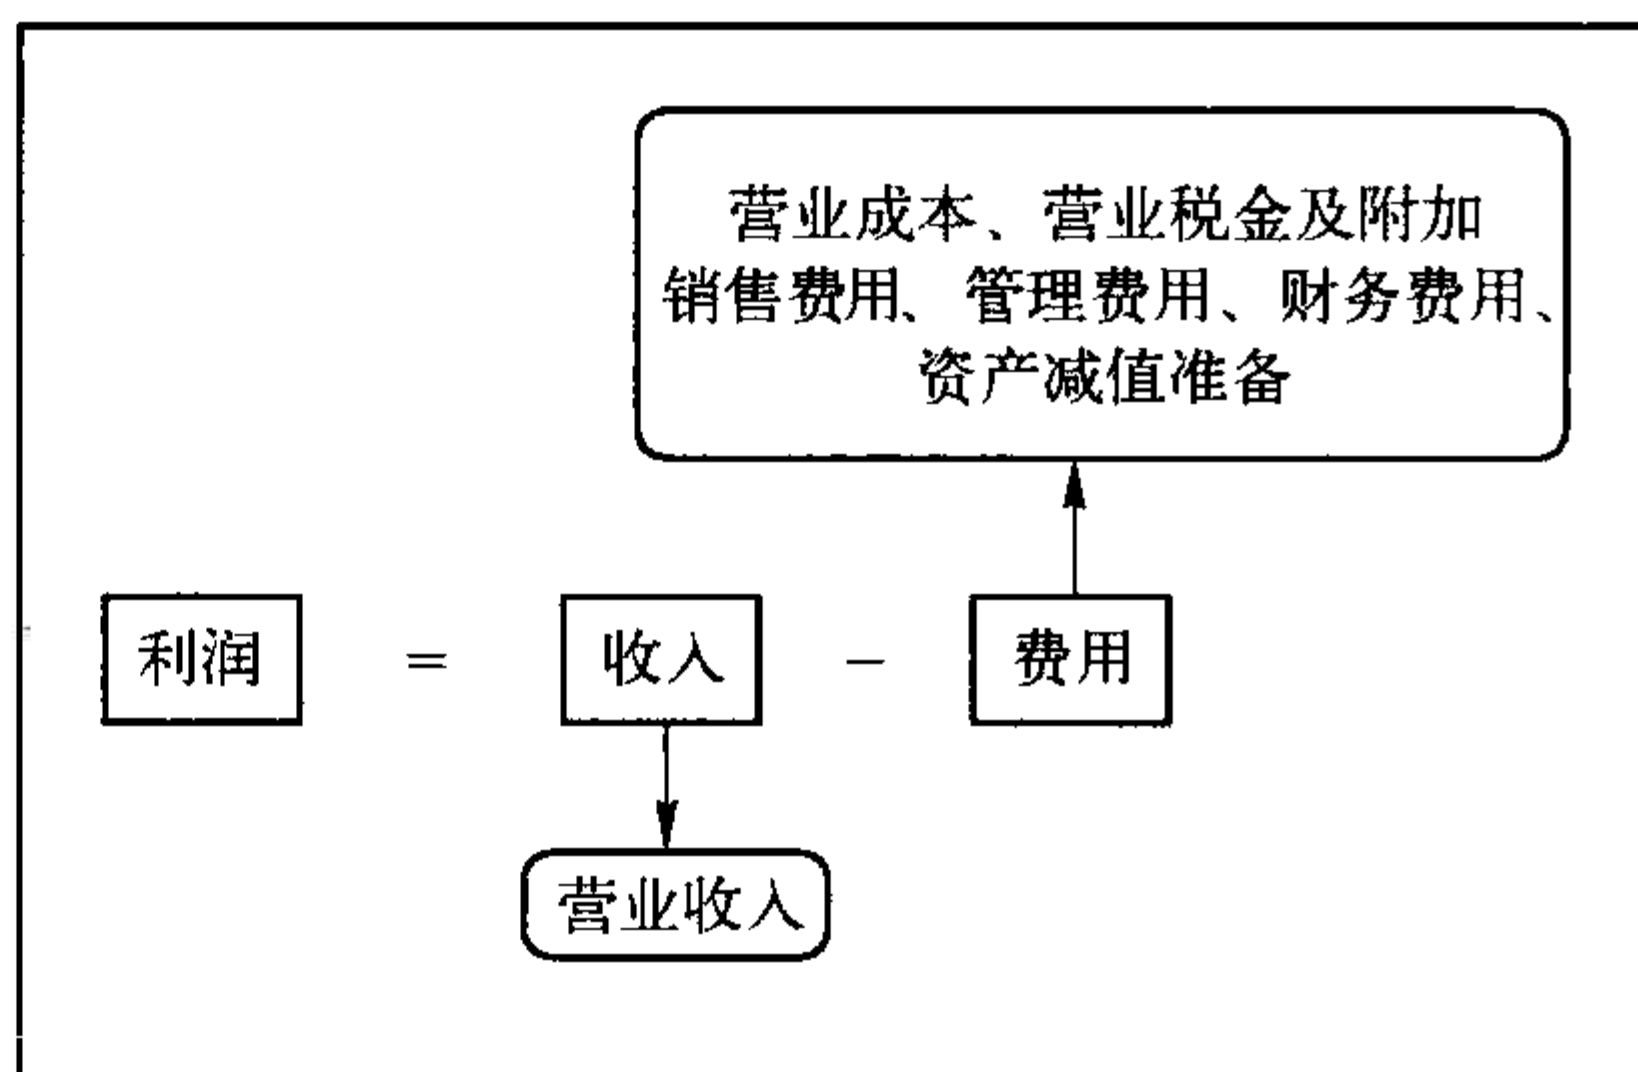 营业成本、营业税金及附加
销售费用、管理费用、财务费用、
资产减值准备
利润 = 收入 − 费用
营业收入